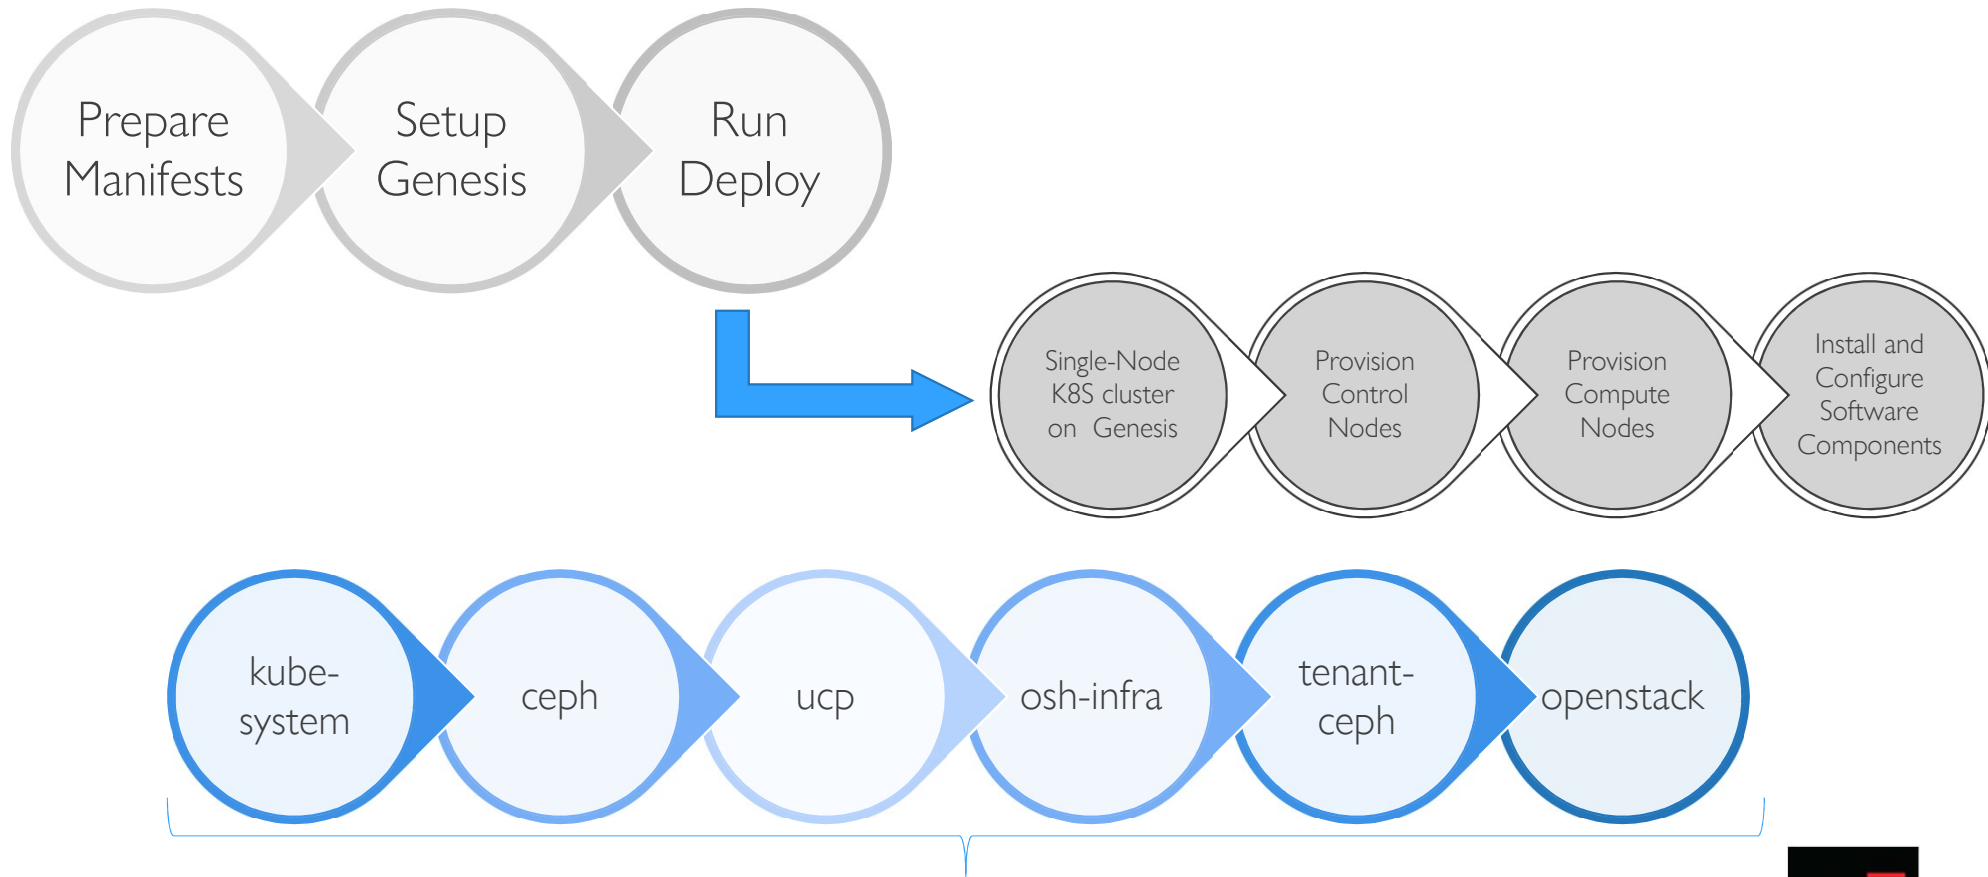 Prepare
Manifests
Setup
Genesis
Run
Deploy
Single-Node
K8S cluster
on Genesis
Provision
Control
Nodes
Provision
Compute
Nodes
Install and
Configure
Software
Components
kube-
system
ceph
ucp
osh-infra
tenant-
ceph
openstack